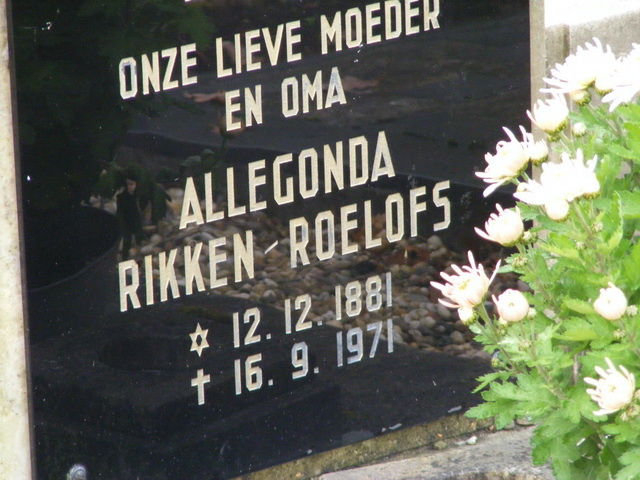 ONZE LIEVE MOEDER
EN OMA
ALLEGONDA
RIKKEN-ROELOFS
✡ 12. 12. 1881
✝ 16. 9. 1971